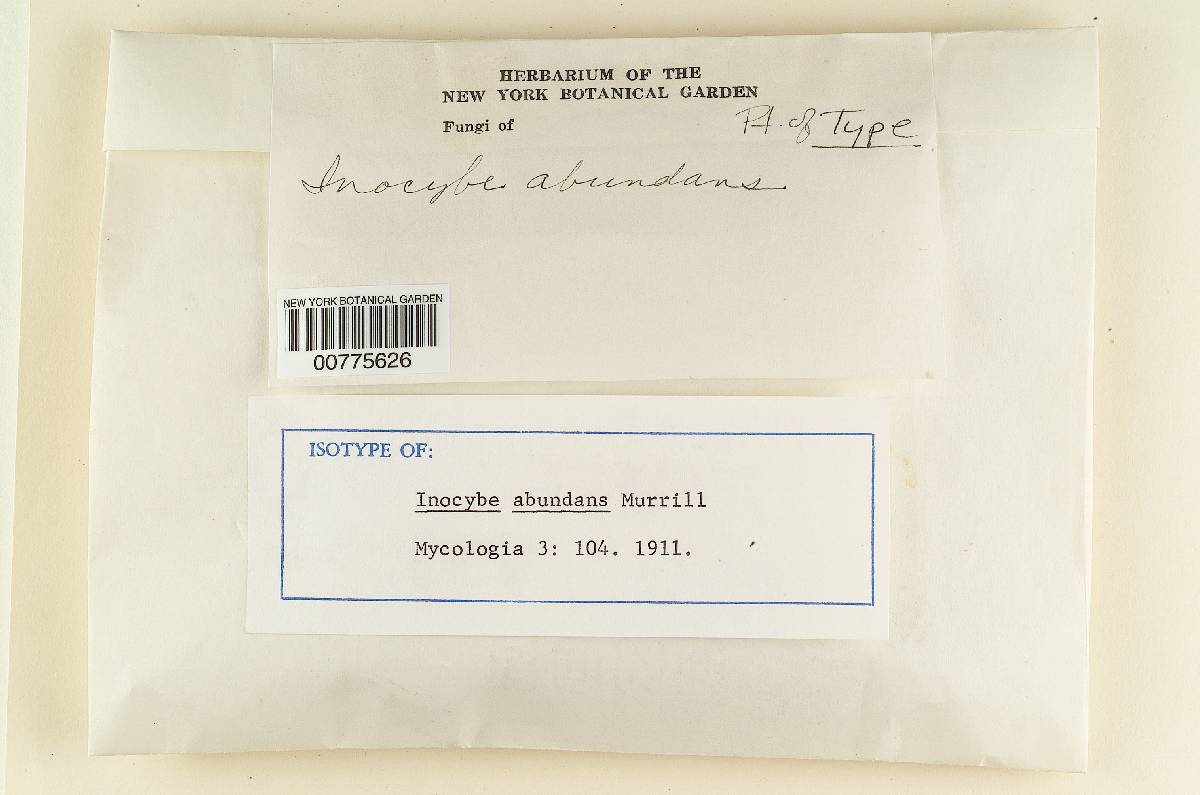 HERBARIUM OF THE
NEW YORK BOTANICAL GARDEN
Fungi of
Pt. of Type
Inocybe abundans
NEW YORK BOTANICAL GARDEN
00775626
ISOTYPE OF:
Inocybe abundans Murrill
Mycologia 3: 104. 1911.